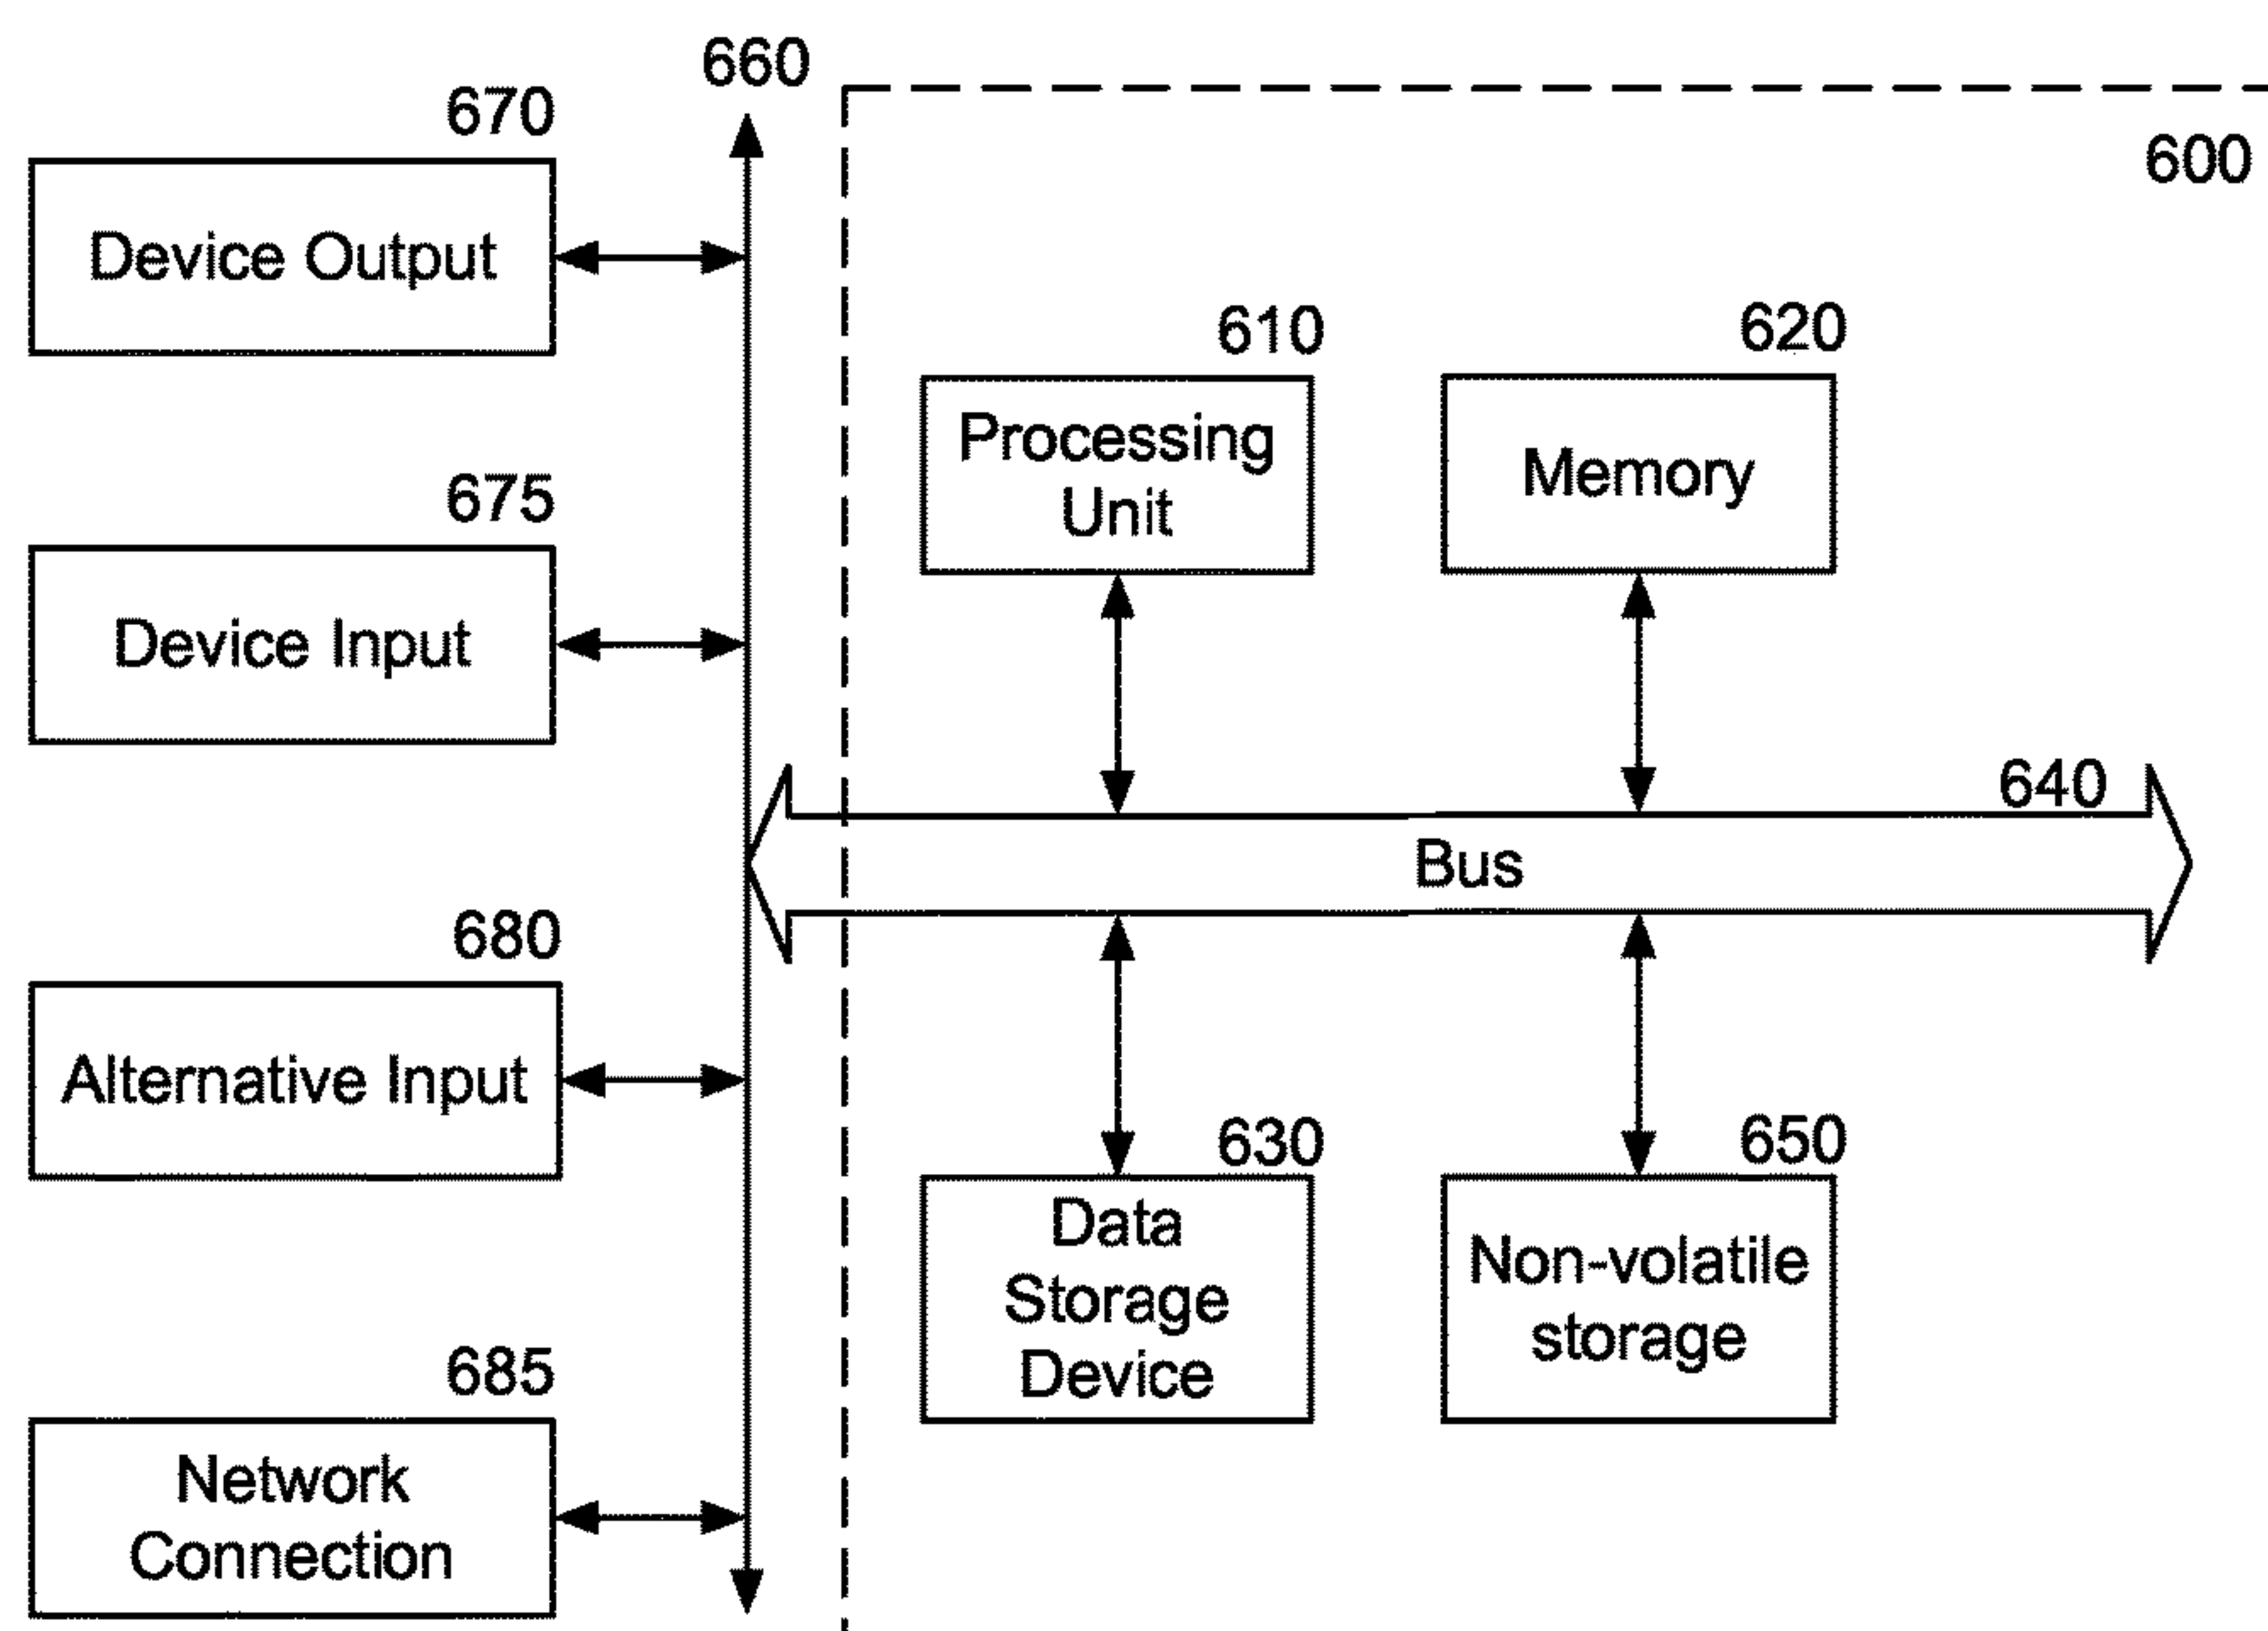 660
670
600
Device Output
610
620
Processing
Unit
Memory
675
Device Input
640
Bus
680
Alternative Input
630
650
Data
Storage
Device
Non-volatile
storage
685
Network
Connection